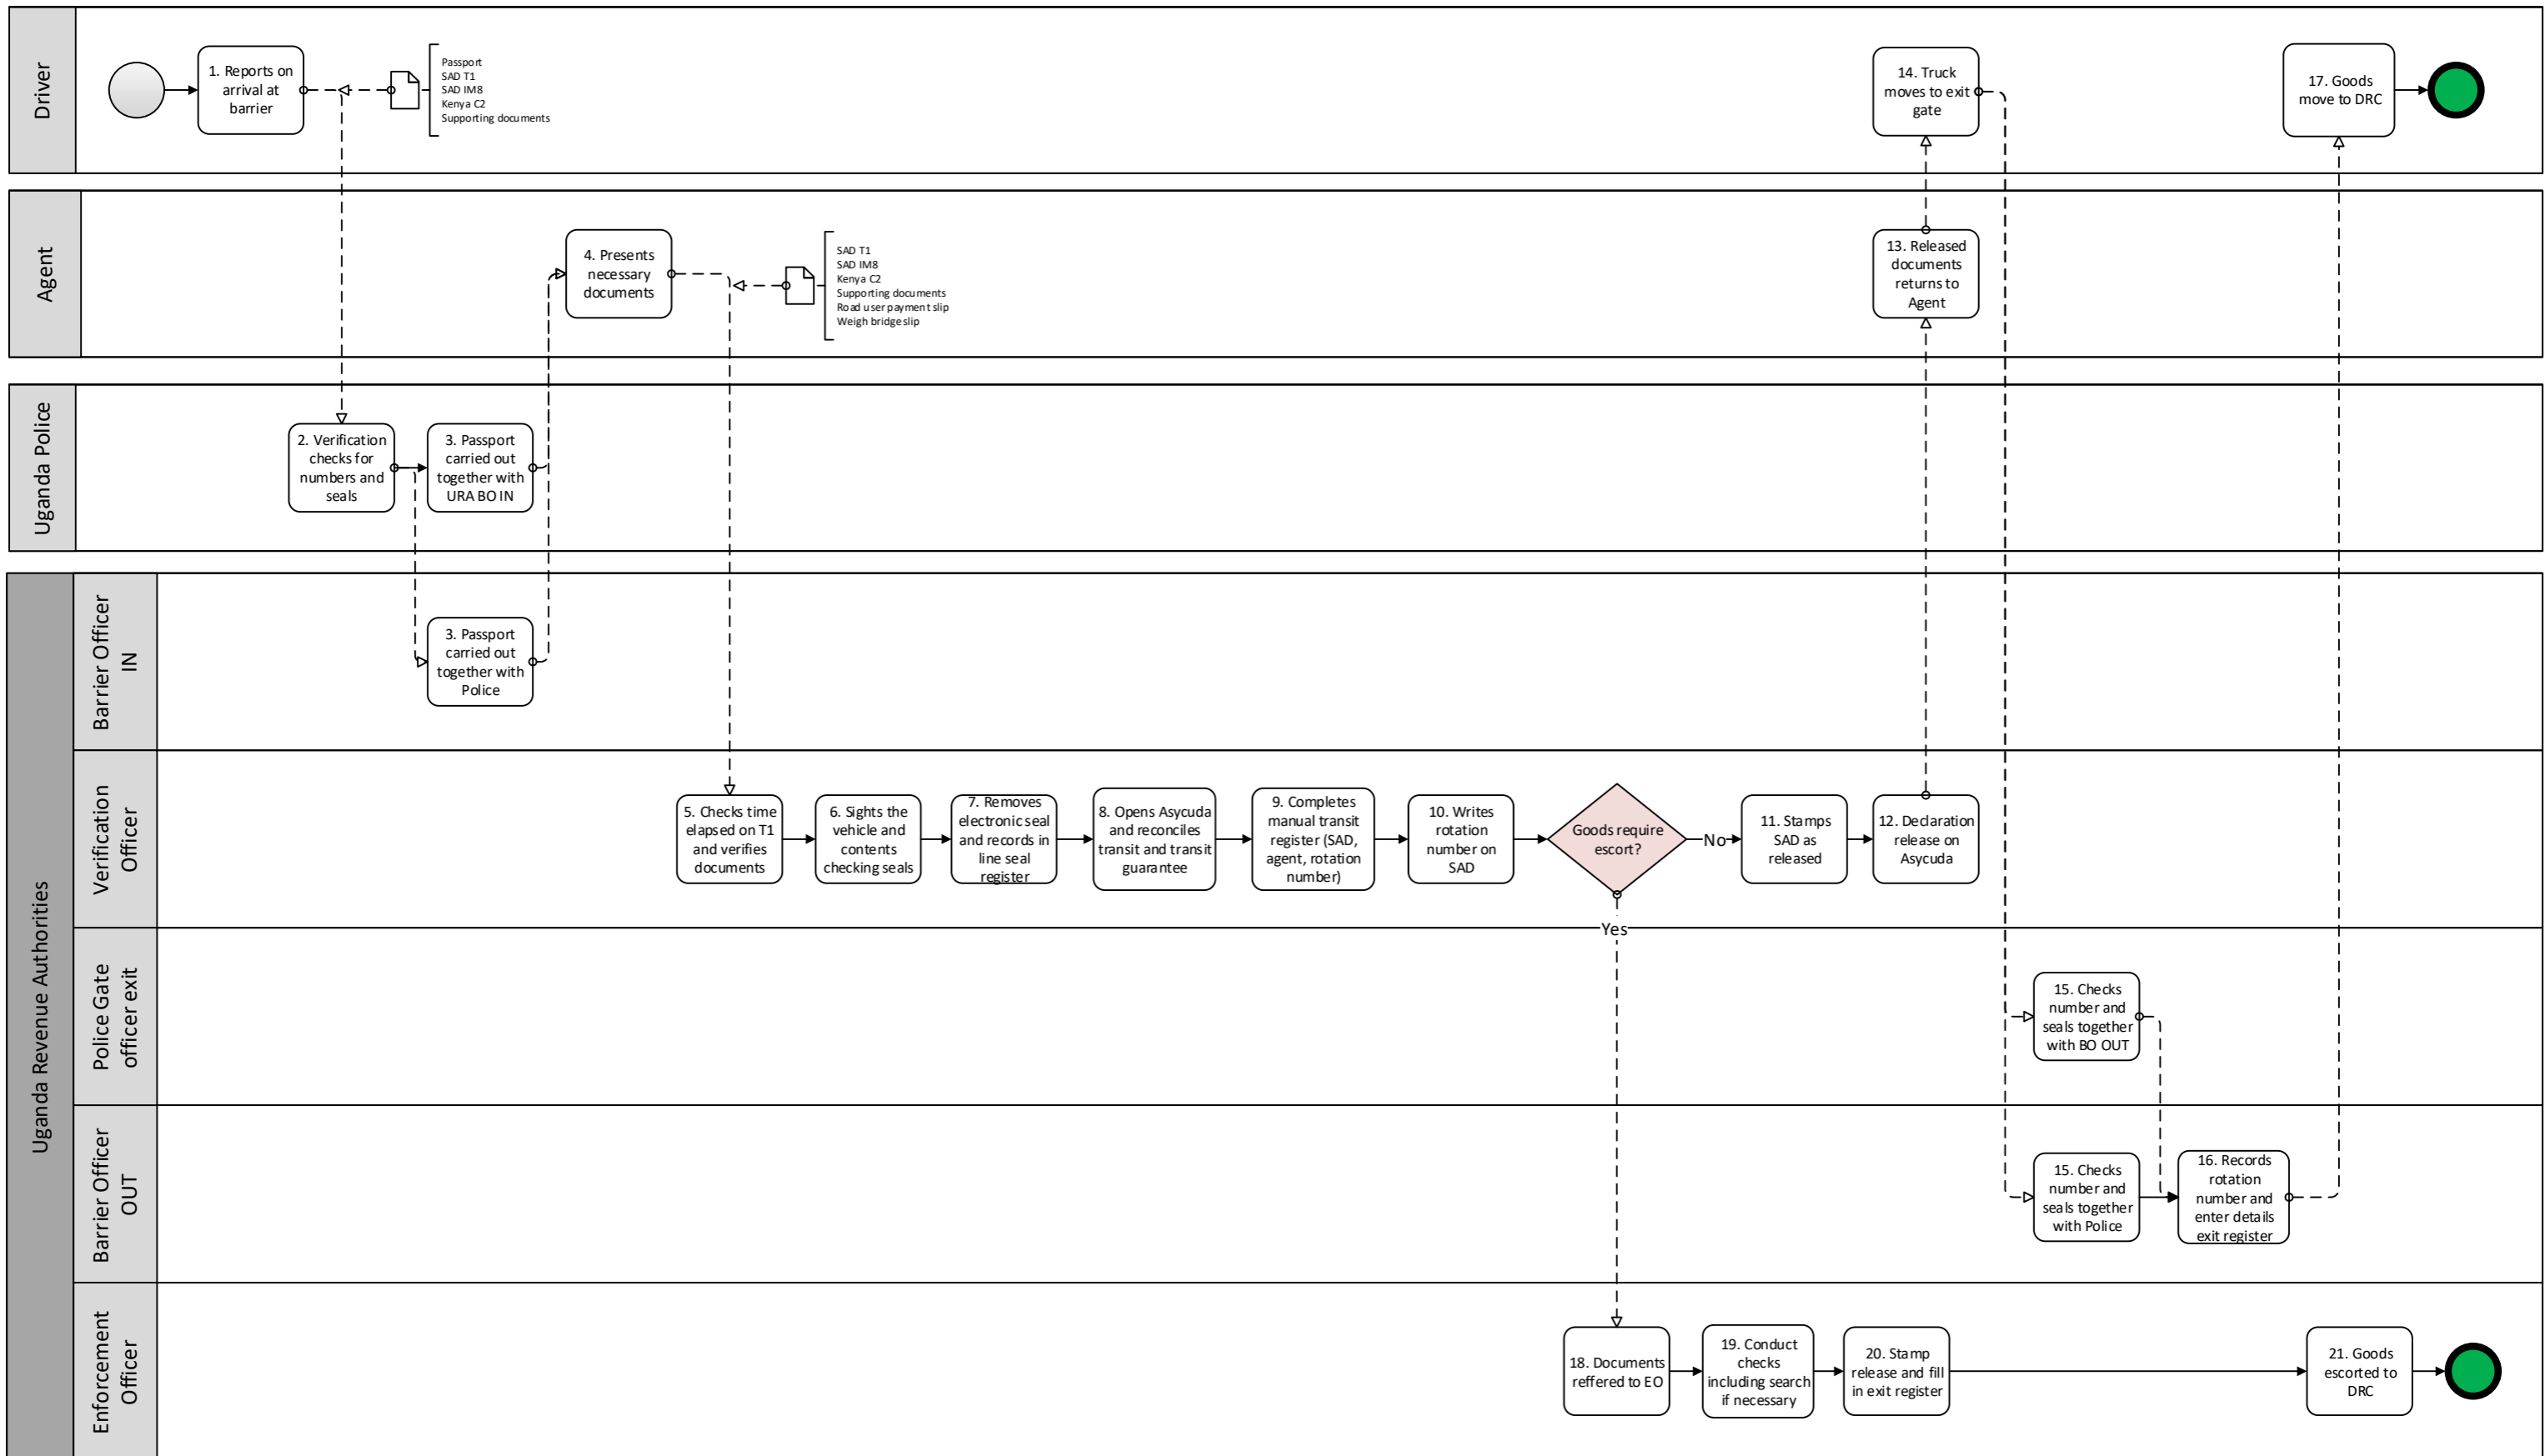 Driver
1. Reports on
arrival at
barrier
Passport
SAD T1
SAD IM8
Kenya C2
Supporting documents
14. Truck
moves to exit
gate
17. Goods
move to DRC
Agent
4. Presents
necessary
documents
SAD T1
SAD IM8
Kenya C2
Supporting documents
Road user payment slip
Weigh bridge slip
13. Released
documents
returns to
Agent
Uganda Police
2. Verification
checks for
numbers and
seals
3. Passport
carried out
together with
URA BO IN
Uganda Revenue Authorities
Barrier Officer
IN
3. Passport
carried out
together with
Police
Verification
Officer
5. Checks time
elapsed on T1
and verifies
documents
6. Sights the
vehicle and
contents
checking seals
7. Removes
electronic seal
and records in
line seal
register
8. Opens Asycuda
and reconciles
transit and transit
guarantee
9. Completes
manual transit
register (SAD,
agent, rotation
number)
10. Writes
rotation
number on
SAD
Goods require
escort?
No
11. Stamps
SAD as
released
12. Declaration
release on
Asycuda
Yes
Police Gate
officer exit
15. Checks
number and
seals together
with BO OUT
Barrier Officer
OUT
15. Checks
number and
seals together
with Police
16. Records
rotation
number and
enter details
exit register
Enforcement
Officer
18. Documents
reffered to EO
19. Conduct
checks
including search
if necessary
20. Stamp
release and fill
in exit register
21. Goods
escorted to
DRC